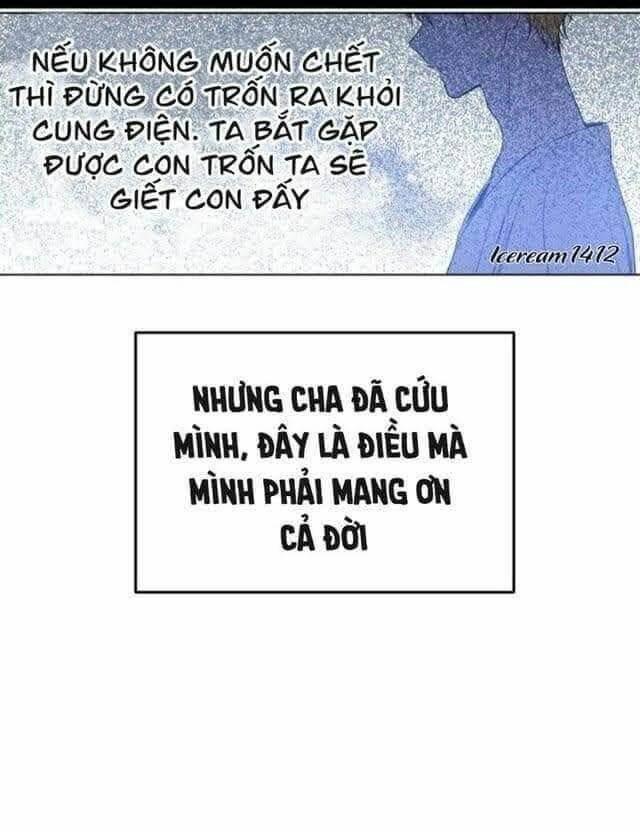 NẾU KHÔNG MUỐN CHẾT
THÌ ĐỪNG CÓ TRỐN RA KHỎI
CUNG ĐIỆN. TA BẮT GẶP
ĐƯỢC CON TRỐN TA SẼ
GIẾT CON ĐẤY
Iceream1412
NHƯNG CHA ĐÃ CỨU
MÌNH, ĐÂY LÀ ĐIỀU MÀ
MÌNH PHẢI MANG ƠN
CẢ ĐỜI